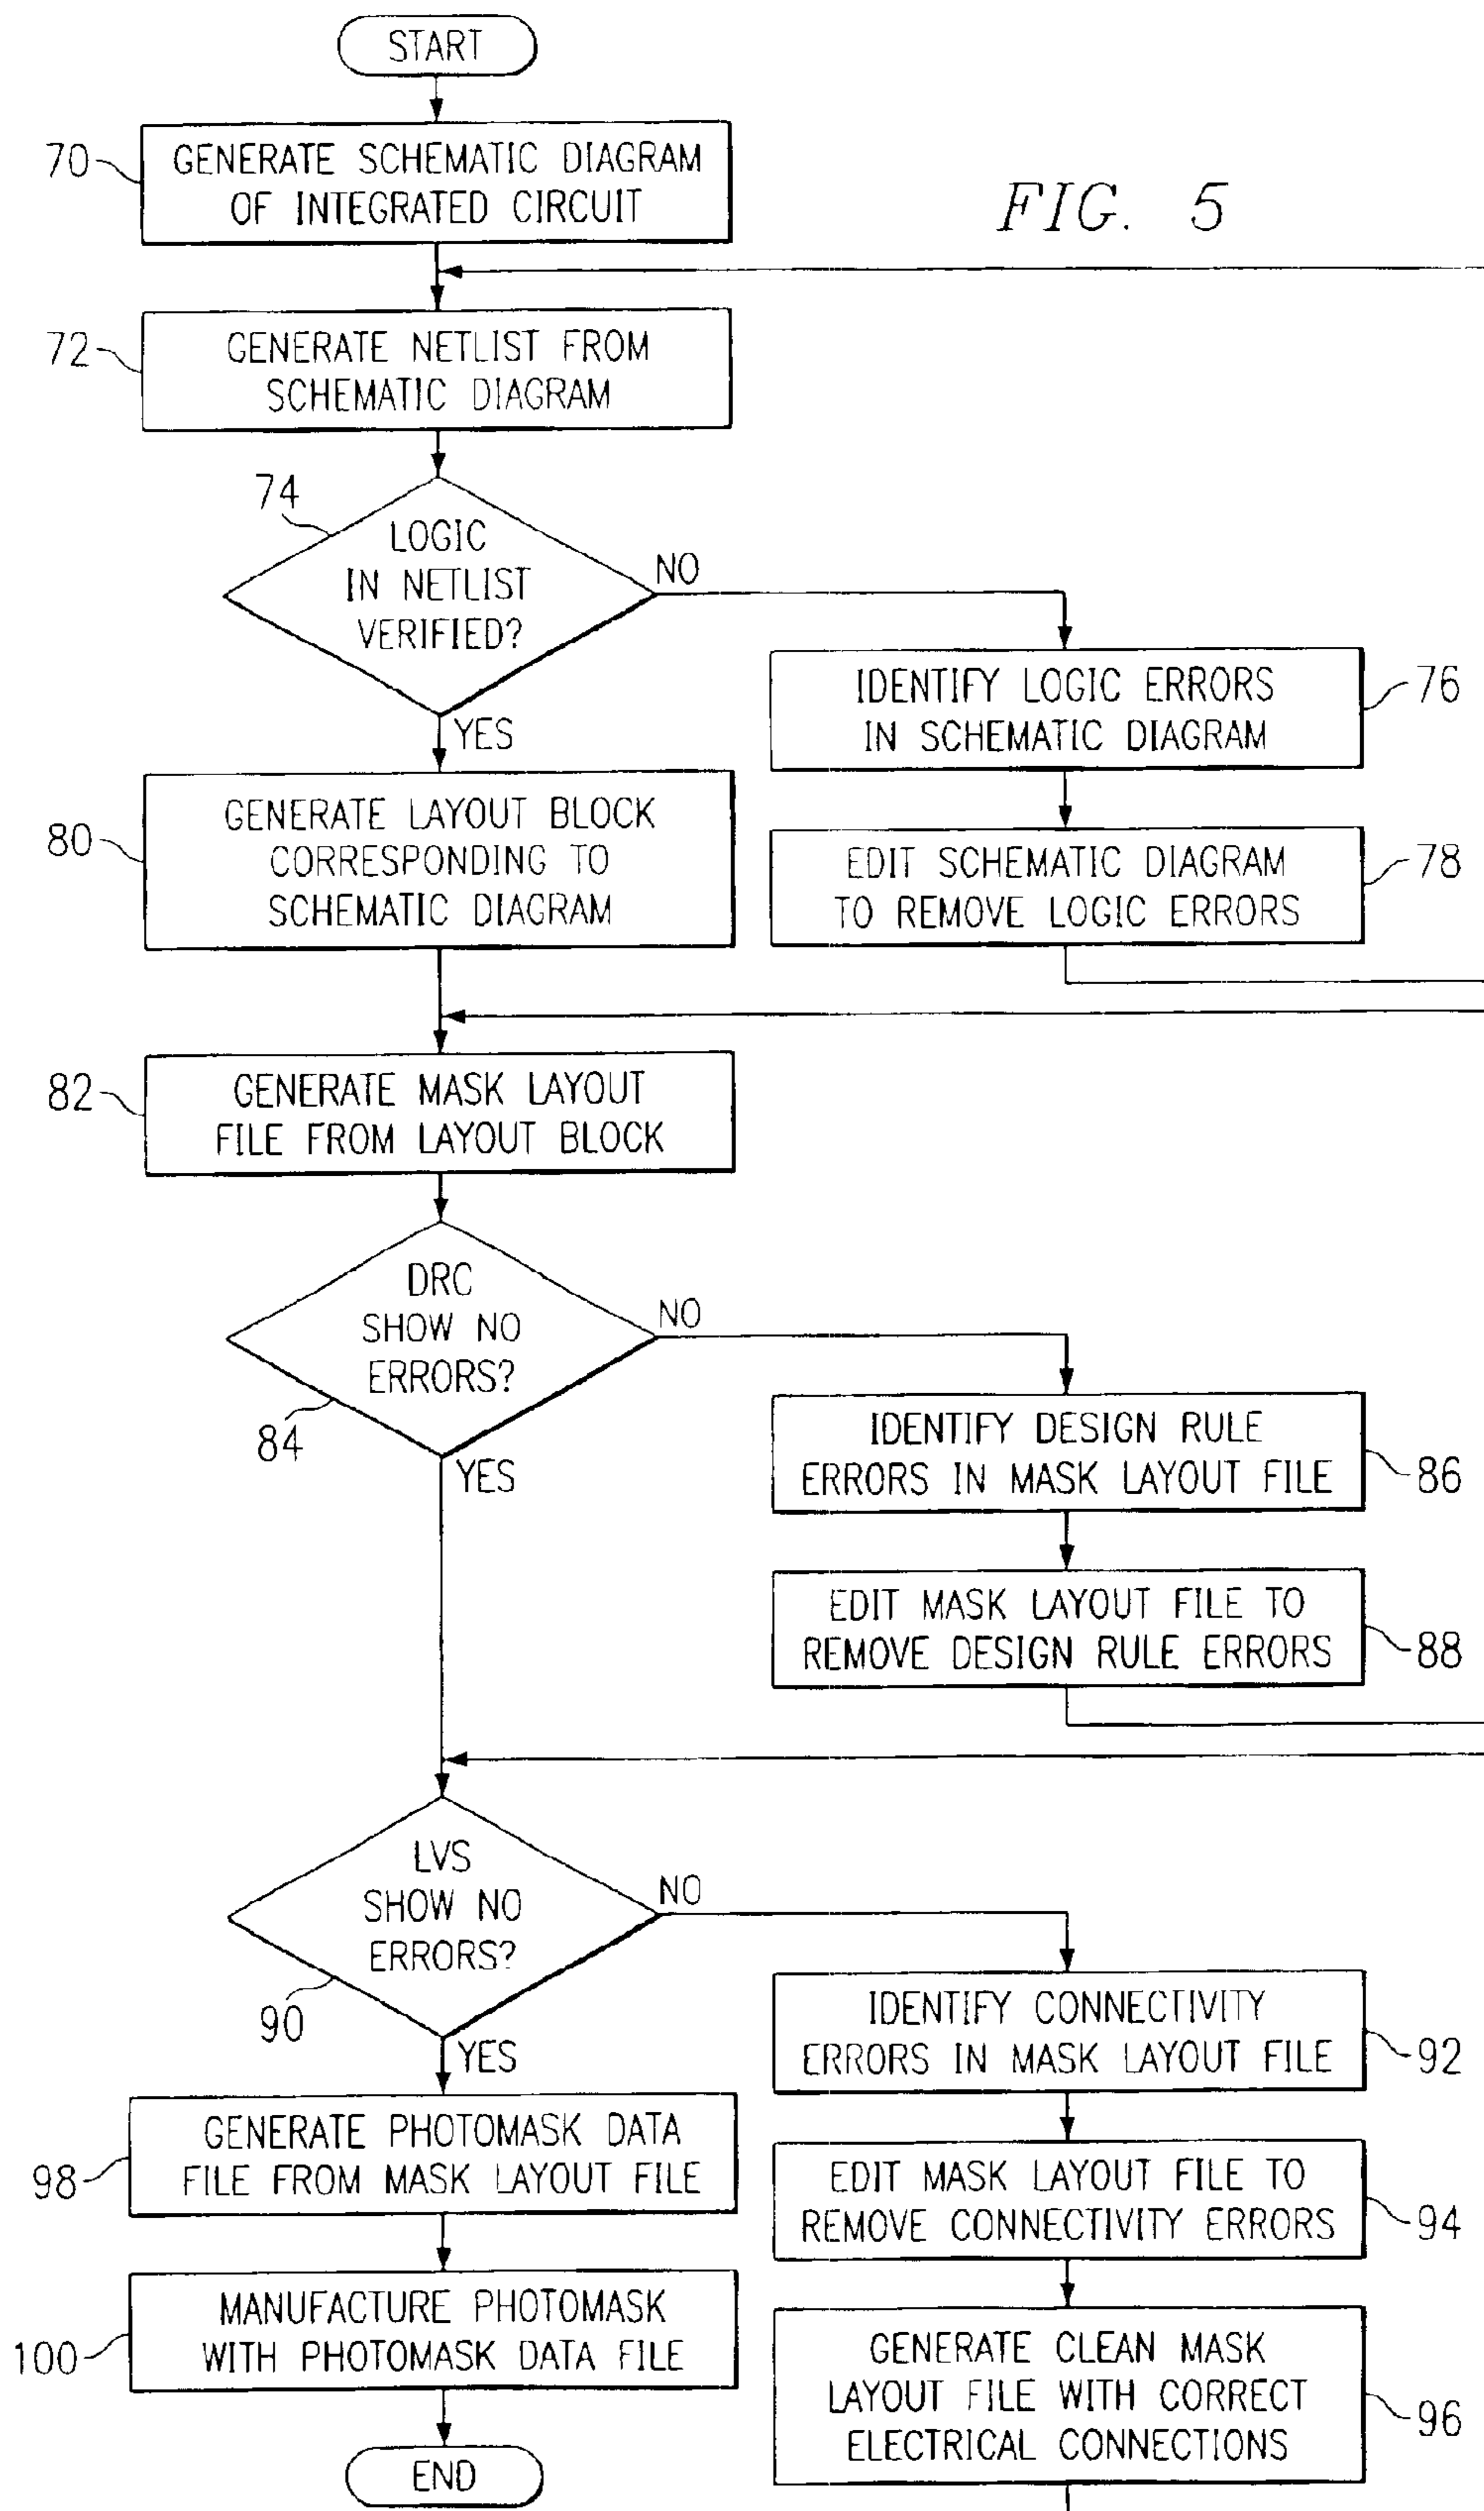 START
70
GENERATE SCHEMATIC DIAGRAM
OF INTEGRATED CIRCUIT
FIG. 5
72
GENERATE NETLIST FROM
SCHEMATIC DIAGRAM
74
LOGIC
IN NETLIST
VERIFIED?
NO
YES
IDENTIFY LOGIC ERRORS
IN SCHEMATIC DIAGRAM
76
80
GENERATE LAYOUT BLOCK
CORRESPONDING TO
SCHEMATIC DIAGRAM
EDIT SCHEMATIC DIAGRAM
TO REMOVE LOGIC ERRORS
78
82
GENERATE MASK LAYOUT
FILE FROM LAYOUT BLOCK
DRC
SHOW NO
ERRORS?
NO
84
YES
IDENTIFY DESIGN RULE
ERRORS IN MASK LAYOUT FILE
86
EDIT MASK LAYOUT FILE TO
REMOVE DESIGN RULE ERRORS
88
LVS
SHOW NO
ERRORS?
NO
90
YES
IDENTIFY CONNECTIVITY
ERRORS IN MASK LAYOUT FILE
92
98
GENERATE PHOTOMASK DATA
FILE FROM MASK LAYOUT FILE
EDIT MASK LAYOUT FILE TO
REMOVE CONNECTIVITY ERRORS
94
100
MANUFACTURE PHOTOMASK
WITH PHOTOMASK DATA FILE
GENERATE CLEAN MASK
LAYOUT FILE WITH CORRECT
ELECTRICAL CONNECTIONS
96
END